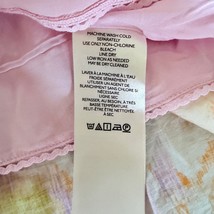 MACHINE WASH COLD
SEPARATELY
USE ONLY NON-CHLORINE
BLEACH
LINE DRY
LOW IRON AS NEEDED
MAY BE DRY CLEANED
LAVER À LA MACHINE À L'EAU
FROIDE SÉPARÉMENT
UTILISER UN AGENT DE
BLANCHIMENT SANS CHLORE
SI NÉCESSAIRE
LIGNE SEC
REPASSER, AU BESOIN, À TRÈS
BASSE TEMPÉRATURE
PEUT-ÊTRE ÊTRE NETTOYÉ
À SEC